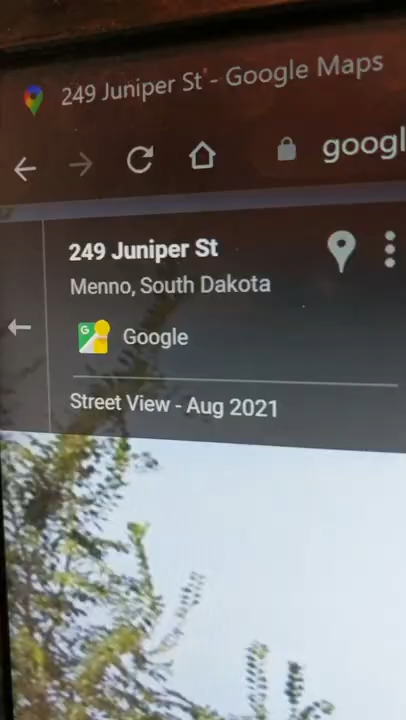 249 Juniper St - Google Maps
googl
249 Juniper St
Menno, South Dakota
G
Google
Street View - Aug 2021